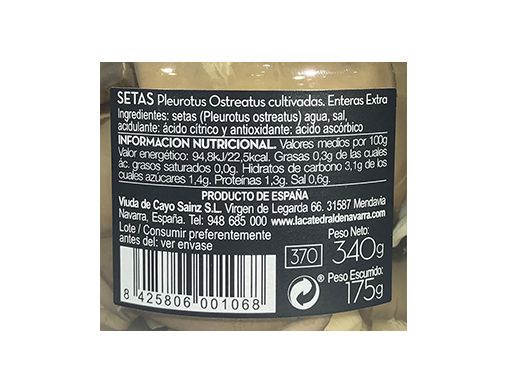 SETAS Pleurotus Ostreatus cultivadas. Enteras Extra
Ingredientes: setas (Pleurotus ostreatus) agua, sal,
acidulante: ácido cítrico y antioxidante: ácido ascórbico
INFORMACION NUTRICIONAL. Valores medios por 100g
Valor energético: 94,8kJ/22,5kcal. Grasas 0,3g de las cuales
ác. grasos saturados 0,0g. Hidratos de carbono 3,1g de los
cuales azúcares 1,4g. Proteínas 1,3g. Sal 0,6g.
PRODUCTO DE ESPAÑA
Viuda de Cayo Sainz S.L. Virgen de Legarda 66. 31587 Mendavia
Navarra, España. Tel: 948 685 000 www.lacatedraldenavarra.com
Lote / Consumir preferentemente
antes del: ver envase
370
Peso Neto:
340g
Peso Escurrido:
175g
8 425806 001068